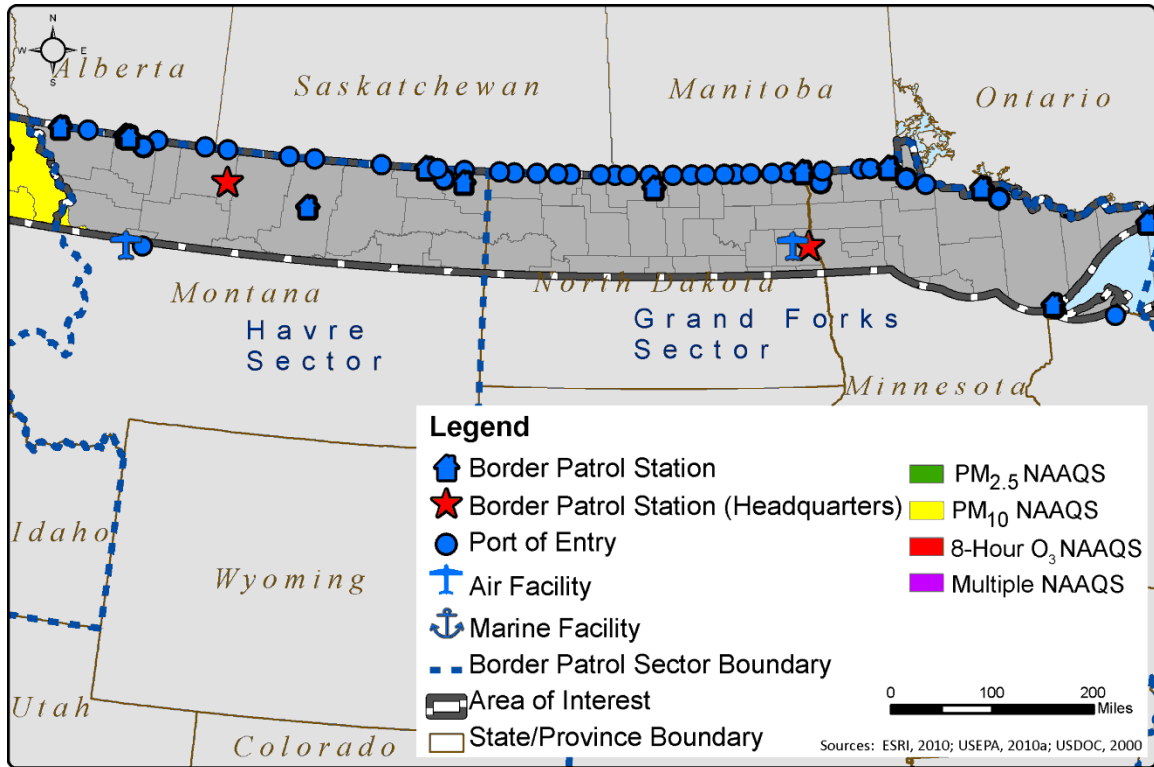 N
W E
S
Alberta
Saskatchewan
Manitoba
Ontario
Montana
North Dakota
Havre
Sector
Grand Forks
Sector
Minnesota
Idaho
Wyoming
Utah
Colorado
Legend
Border Patrol Station
Border Patrol Station (Headquarters)
Port of Entry
Air Facility
Marine Facility
Border Patrol Sector Boundary
Area of Interest
State/Province Boundary
PM2.5 NAAQS
PM10 NAAQS
8-Hour O3 NAAQS
Multiple NAAQS
0 100 200
Miles
Sources: ESRI, 2010; USEPA, 2010a; USDOC, 2000